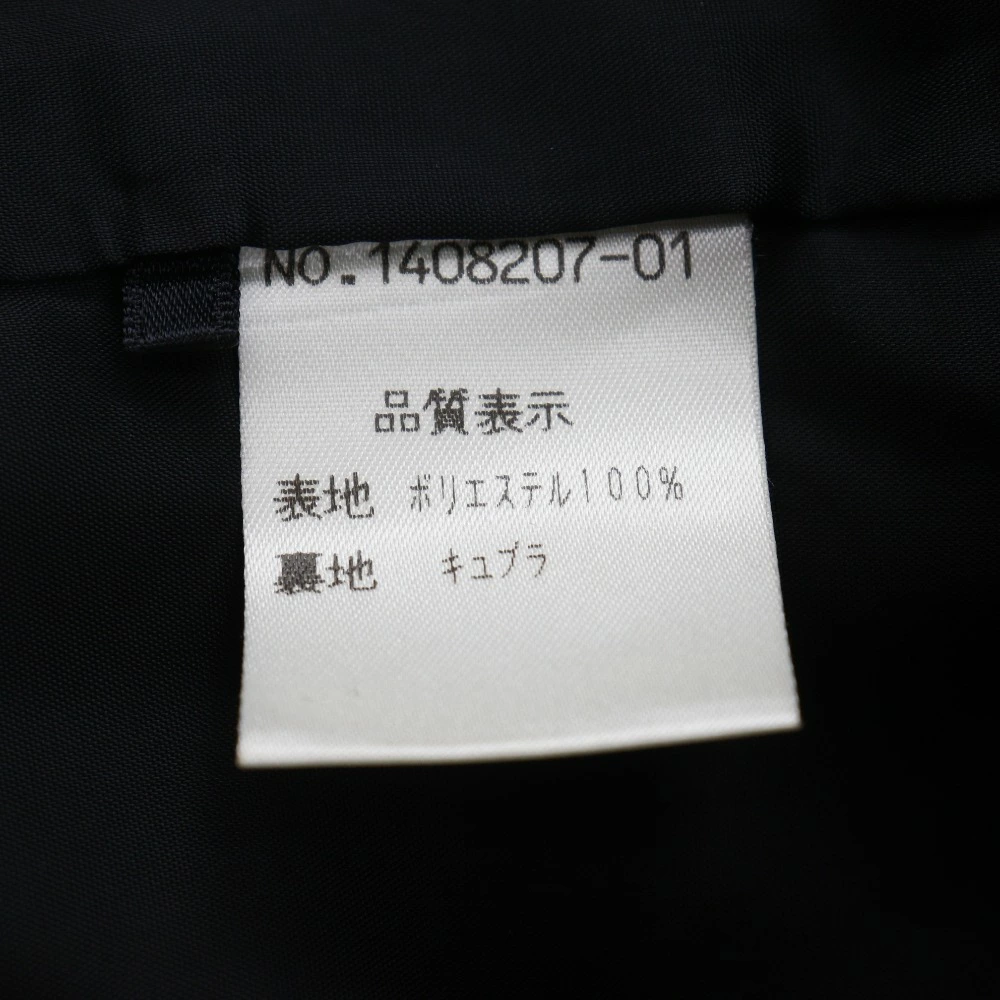 NO.1408207-01
品質表示
表地 ポリエステル100%
裏地 キュプラ